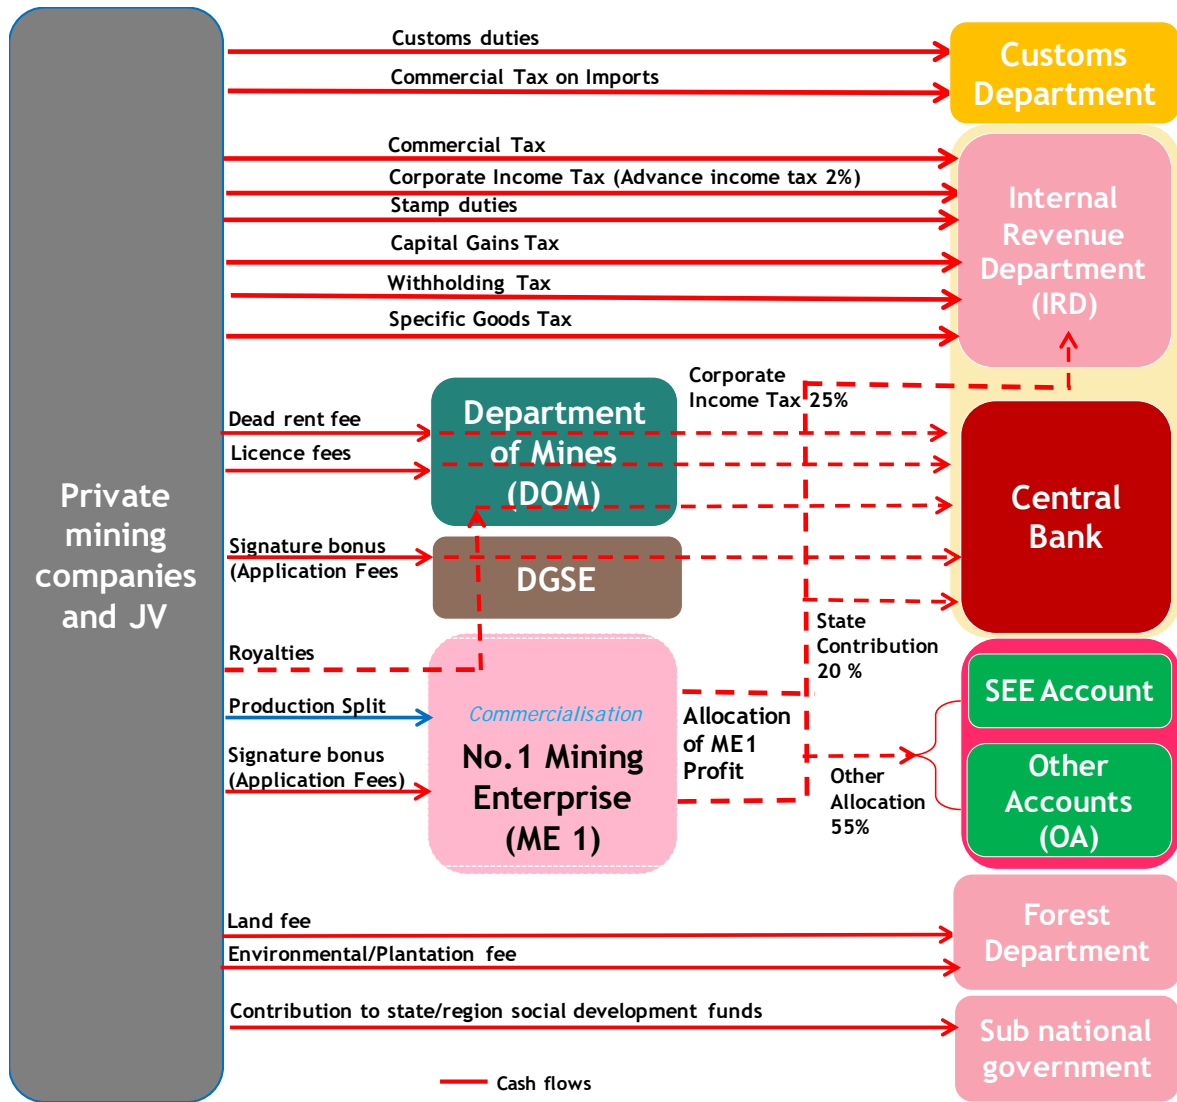 Customs duties
Commercial Tax on Imports
Customs
Department
Commercial Tax
Corporate Income Tax (Advance income tax 2%)
Stamp duties
Capital Gains Tax
Withholding Tax
Specific Goods Tax
Internal
Revenue
Department
(IRD)
Corporate
Income Tax 25%
Dead rent fee
Licence fees
Department
of Mines
(DOM)
Private
mining
companies
and JV
Central
Bank
Signature bonus
(Application Fees
DGSE
State
Contribution
20 %
Royalties
Production Split
Signature bonus
(Application Fees)
Commercialisation
No.1 Mining
Enterprise
(ME 1)
Allocation
of ME1
Profit
Other
Allocation
55%
SEE Account
Other
Accounts
(OA)
Land fee
Environmental/Plantation fee
Forest
Department
Contribution to state/region social development funds
Sub national
government
Cash flows